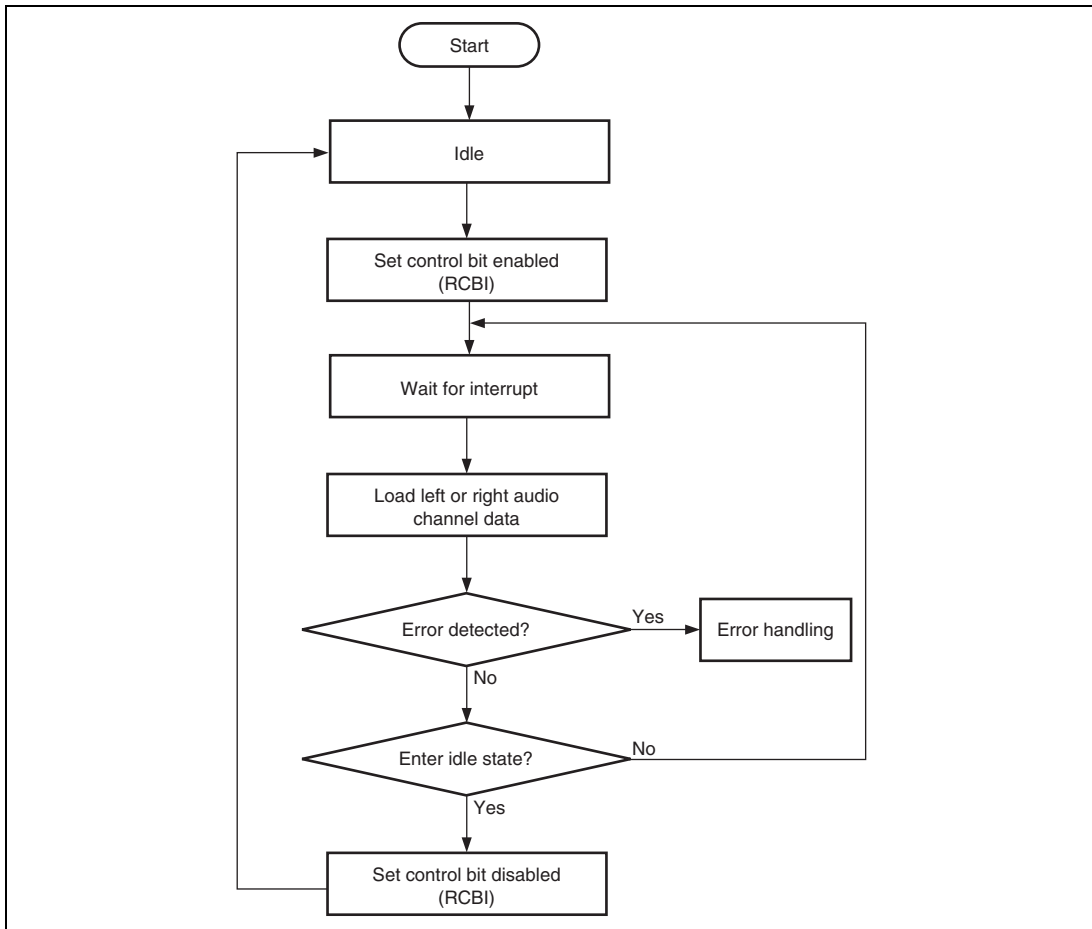 Start
Idle
Set control bit enabled
(RCBI)
Wait for interrupt
Load left or right audio
channel data
Error detected?
Yes
Error handling
No
Enter idle state?
No
Yes
Set control bit disabled
(RCBI)